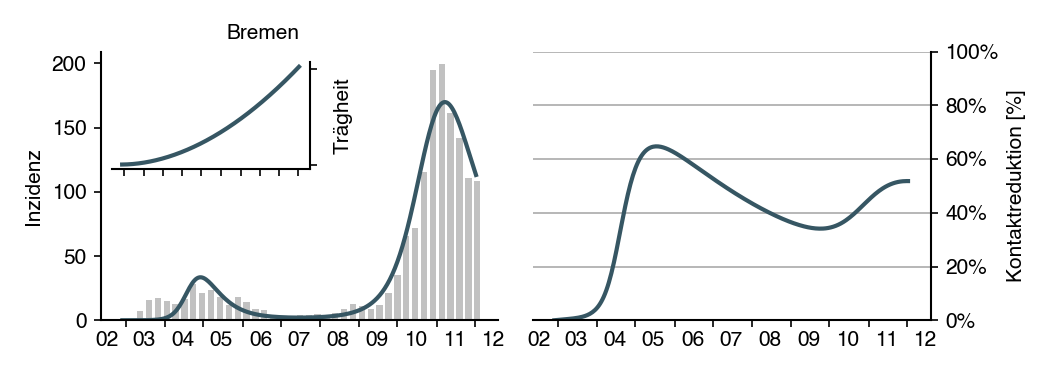 Bremen
200
150
100
50
0
Inzidenz
Trägheit
02 03 04 05 06 07 08 09 10 11 12
100%
80%
60%
40%
20%
0%
Kontaktreduktion [%]
02 03 04 05 06 07 08 09 10 11 12